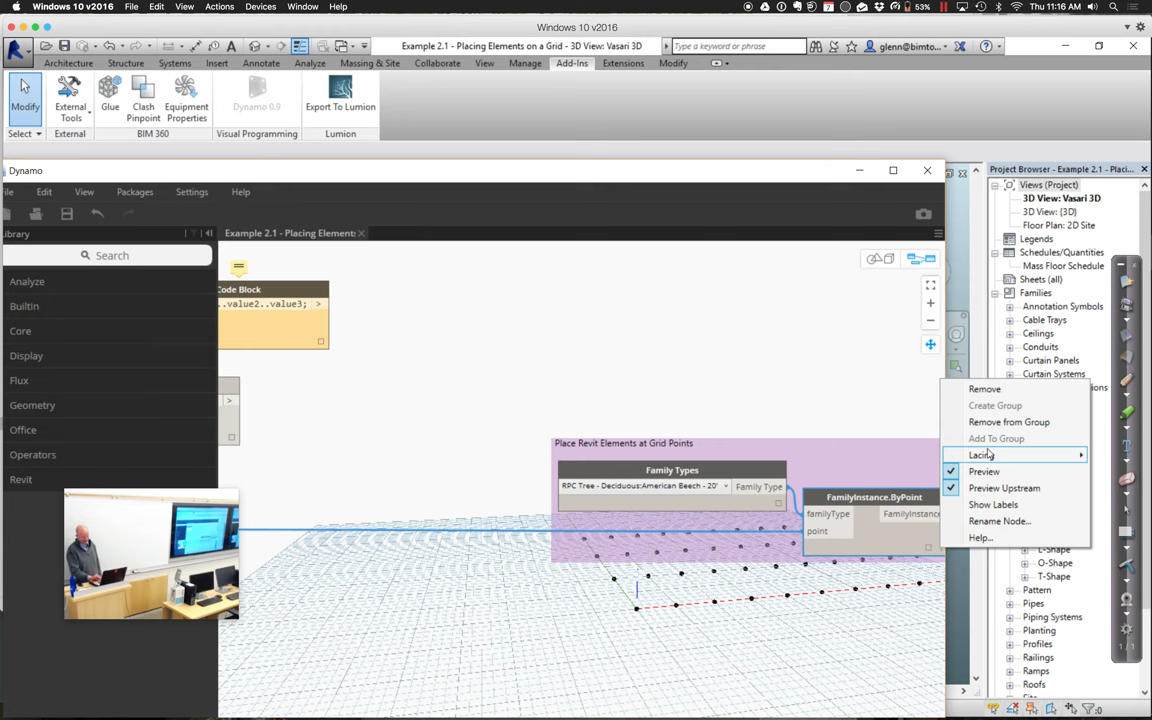 Windows 10 v2016 File Edit View Actions Devices Window Help 53% Thu 11:16 AM
Windows 10 v2016
Example 2.1 - Placing Elements on a Grid - 3D View: Vasari 3D Type a keyword or phrase glenn@bimto...
Architecture Structure Systems Insert Annotate Analyze Massing & Site Collaborate View Manage Add-Ins Extensions Modify
Modify External Tools Glue Clash Pinpoint Equipment Properties Dynamo 0.9 Export To Lumion
Select External BIM 360 Visual Programming Lumion
Dynamo
File Edit View Packages Settings Help
Library
Search
Analyze
BuiltIn
Core
Display
Flux
Geometry
Office
Operators
Revit
Example 2.1 - Placing Element:
Code Block
..value2..value3; >
>
Place Revit Elements at Grid Points
Family Types
RPC Tree - Deciduous:American Beech - 20' Family Type
FamilyInstance.ByPoint
familyType FamilyInstance
point
Remove
Create Group
Remove from Group
Add To Group
Lacing
Preview
Preview Upstream
Show Labels
Rename Node...
Help...
Project Browser - Example 2.1 - Placi...
Views (Project)
3D View: Vasari 3D
3D View: {3D}
Floor Plan: 2D Site
Legends
Schedules/Quantities
Mass Floor Schedule
Sheets (all)
Families
Annotation Symbols
Cable Trays
Ceilings
Conduits
Curtain Panels
Curtain Systems
L-Shape
O-Shape
T-Shape
Pattern
Pipes
Piping Systems
Planting
Profiles
Railings
Ramps
Roofs
1 / 1
:0